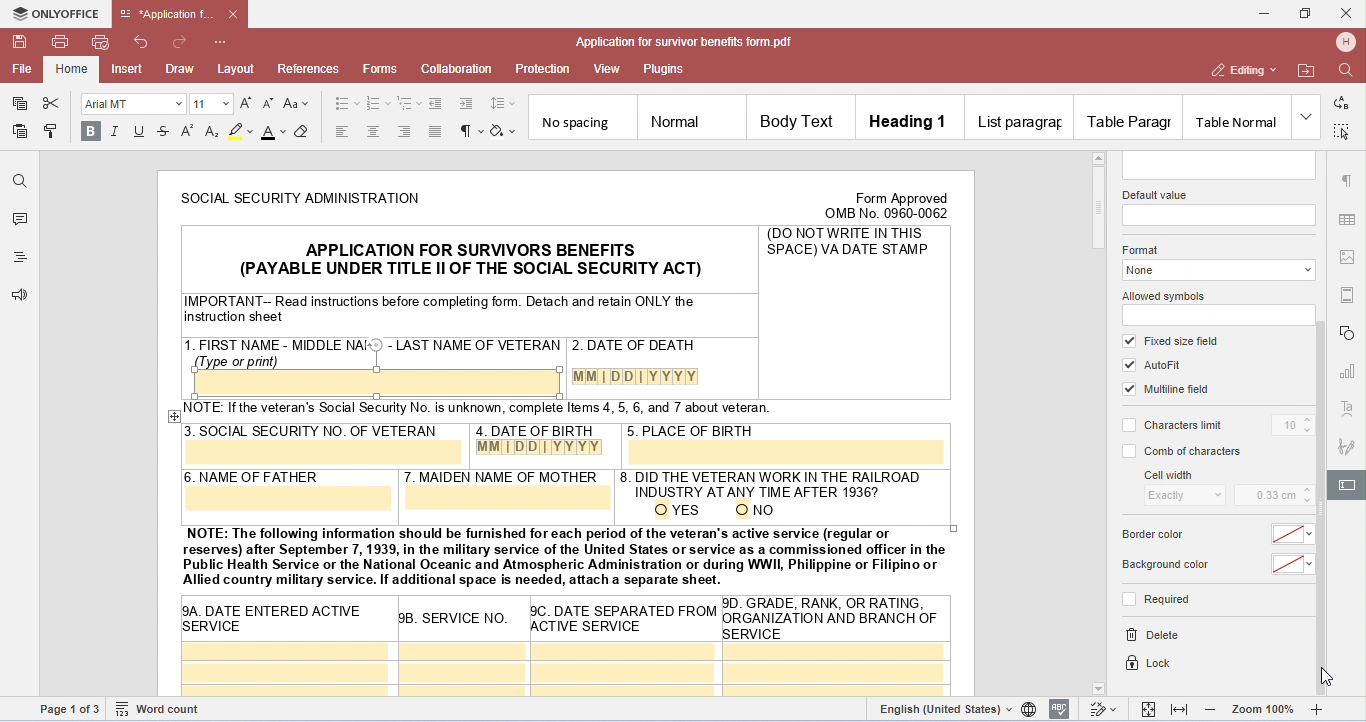 ONLYOFFICE
*Application f...
Application for survivor benefits form.pdf
H
File Home Insert Draw Layout References Forms Collaboration Protection View Plugins
Editing
Arial MT 11
No spacing
Normal
Body Text
Heading 1
List paragrap
Table Paragr
Table Normal
SOCIAL SECURITY ADMINISTRATION
Form Approved
OMB No. 0960-0062
APPLICATION FOR SURVIVORS BENEFITS
(PAYABLE UNDER TITLE II OF THE SOCIAL SECURITY ACT)
(DO NOT WRITE IN THIS
SPACE) VA DATE STAMP
IMPORTANT-- Read instructions before completing form. Detach and retain ONLY the
instruction sheet
1. FIRST NAME - MIDDLE NA - LAST NAME OF VETERAN
(Type or print)
2. DATE OF DEATH
MM|DD|YYYY
NOTE: If the veteran's Social Security No. is unknown, complete Items 4, 5, 6, and 7 about veteran.
3. SOCIAL SECURITY NO. OF VETERAN
4. DATE OF BIRTH
MM|DD|YYYY
5. PLACE OF BIRTH
6. NAME OF FATHER
7. MAIDEN NAME OF MOTHER
8. DID THE VETERAN WORK IN THE RAILROAD
INDUSTRY AT ANY TIME AFTER 1936?
YES NO
NOTE: The following information should be furnished for each period of the veteran's active service (regular or
reserves) after September 7, 1939, in the military service of the United States or service as a commissioned officer in the
Public Health Service or the National Oceanic and Atmospheric Administration or during WWII, Philippine or Filipino or
Allied country military service. If additional space is needed, attach a separate sheet.
9A. DATE ENTERED ACTIVE
SERVICE
9B. SERVICE NO.
9C. DATE SEPARATED FROM
ACTIVE SERVICE
9D. GRADE, RANK, OR RATING,
ORGANIZATION AND BRANCH OF
SERVICE
Default value
Format
None
Allowed symbols
Fixed size field
AutoFit
Multiline field
Characters limit 10
Comb of characters
Cell width
Exactly 0.33 cm
Border color
Background color
Required
Delete
Lock
Page 1 of 3 Word count English (United States) Zoom 100%